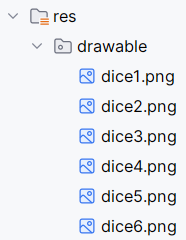 res
drawable
dice1.png
dice2.png
dice3.png
dice4.png
dice5.png
dice6.png